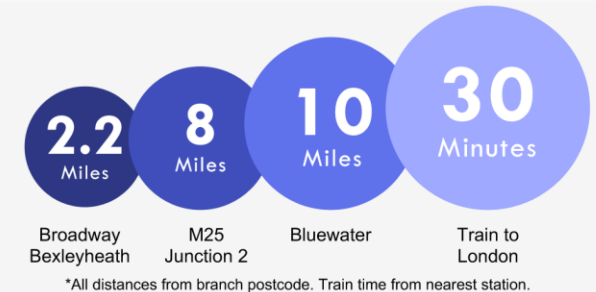 2.2
Miles
8
Miles
10
Miles
30
Minutes
Broadway
Bexleyheath
M25
Junction 2
Bluewater
Train to
London
*All distances from branch postcode. Train time from nearest station.